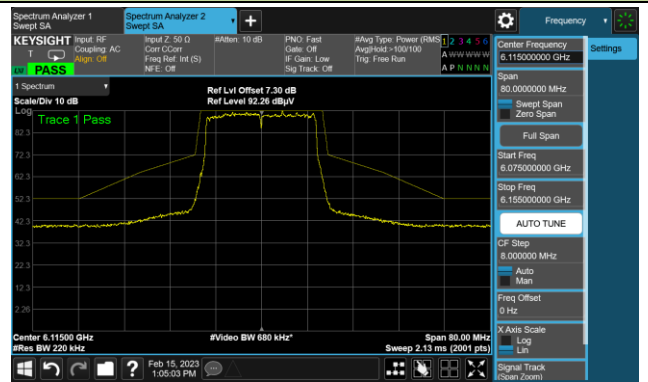 Spectrum Analyzer 1
Swept SA
Spectrum Analyzer 2
Swept SA
+
Frequency
KEYSIGHT
Input: RF
Coupling: AC
Align: Off
Input Z: 50 Ω
Corr CCorr
Freq Ref: Int (S)
NFE: Off
#Atten: 10 dB
PNO: Fast
Gate: Off
IF Gain: Low
Sig Track: Off
#Avg Type: Power (RMS
Avg|Hold:>100/100
Trig: Free Run
1 2 3 4 5 6
A W W W W W
A P N N N N
T
LXI
PASS
1 Spectrum
Scale/Div 10 dB
Ref Lvl Offset 7.30 dB
Ref Level 92.26 dBµV
Log
Trace 1 Pass
82.3
72.3
62.3
52.3
42.3
32.3
22.3
12.3
2.26
Center 6.11500 GHz
#Video BW 680 kHz*
Span 80.00 MHz
#Res BW 220 kHz
Sweep 2.13 ms (2001 pts)
Center Frequency
6.115000000 GHz
Settings
Span
80.0000000 MHz
Swept Span
Zero Span
Full Span
Start Freq
6.075000000 GHz
Stop Freq
6.155000000 GHz
AUTO TUNE
CF Step
8.000000 MHz
Auto
Man
Freq Offset
0 Hz
X Axis Scale
Log
Lin
Signal Track
(Span Zoom)
?
Feb 15, 2023
1:05:03 PM